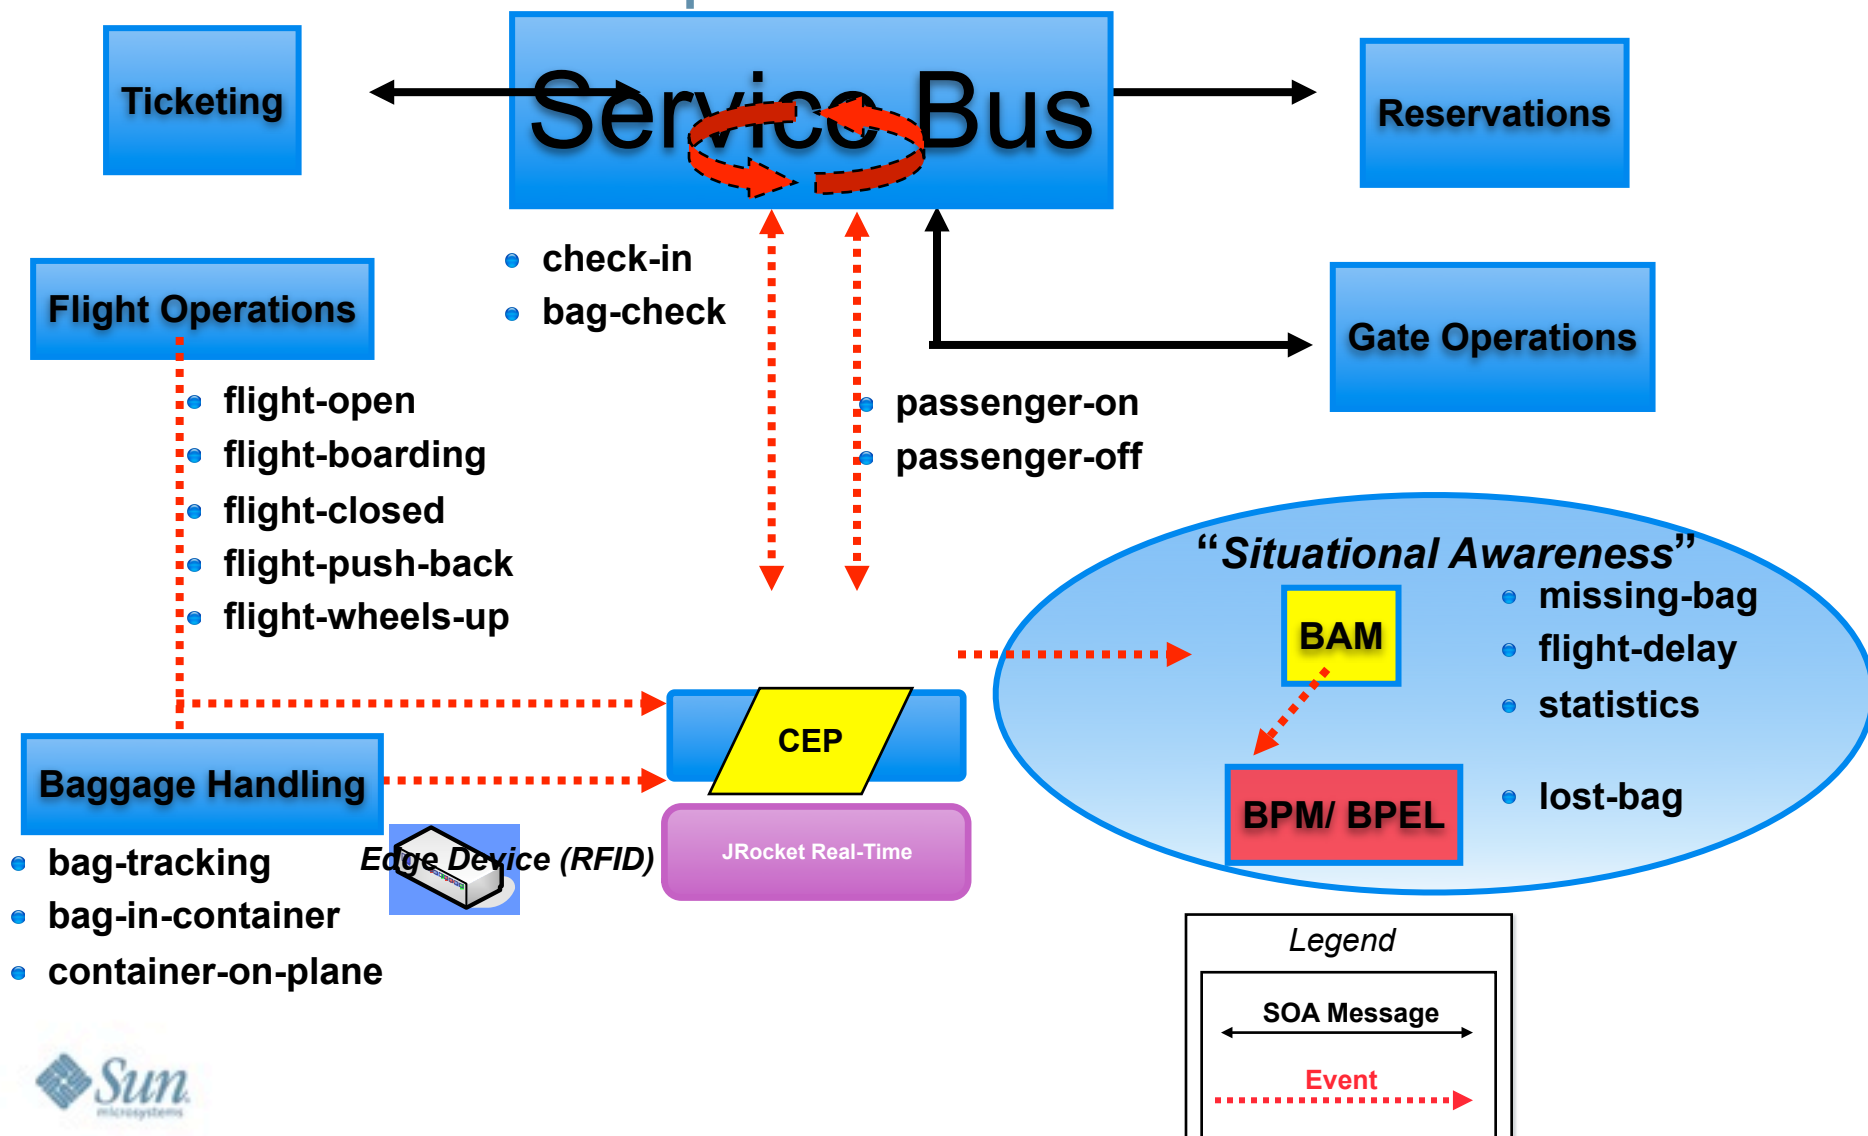 Ticketing
Service Bus
Reservations
check-in
bag-check
Flight Operations
Gate Operations
flight-open
flight-boarding
flight-closed
flight-push-back
flight-wheels-up
passenger-on
passenger-off
“Situational Awareness”
BAM
missing-bag
flight-delay
statistics
CEP
Baggage Handling
BPM/ BPEL
lost-bag
Edge Device (RFID)
JRocket Real-Time
bag-tracking
bag-in-container
container-on-plane
Legend
SOA Message
Event
Sun
microsystems